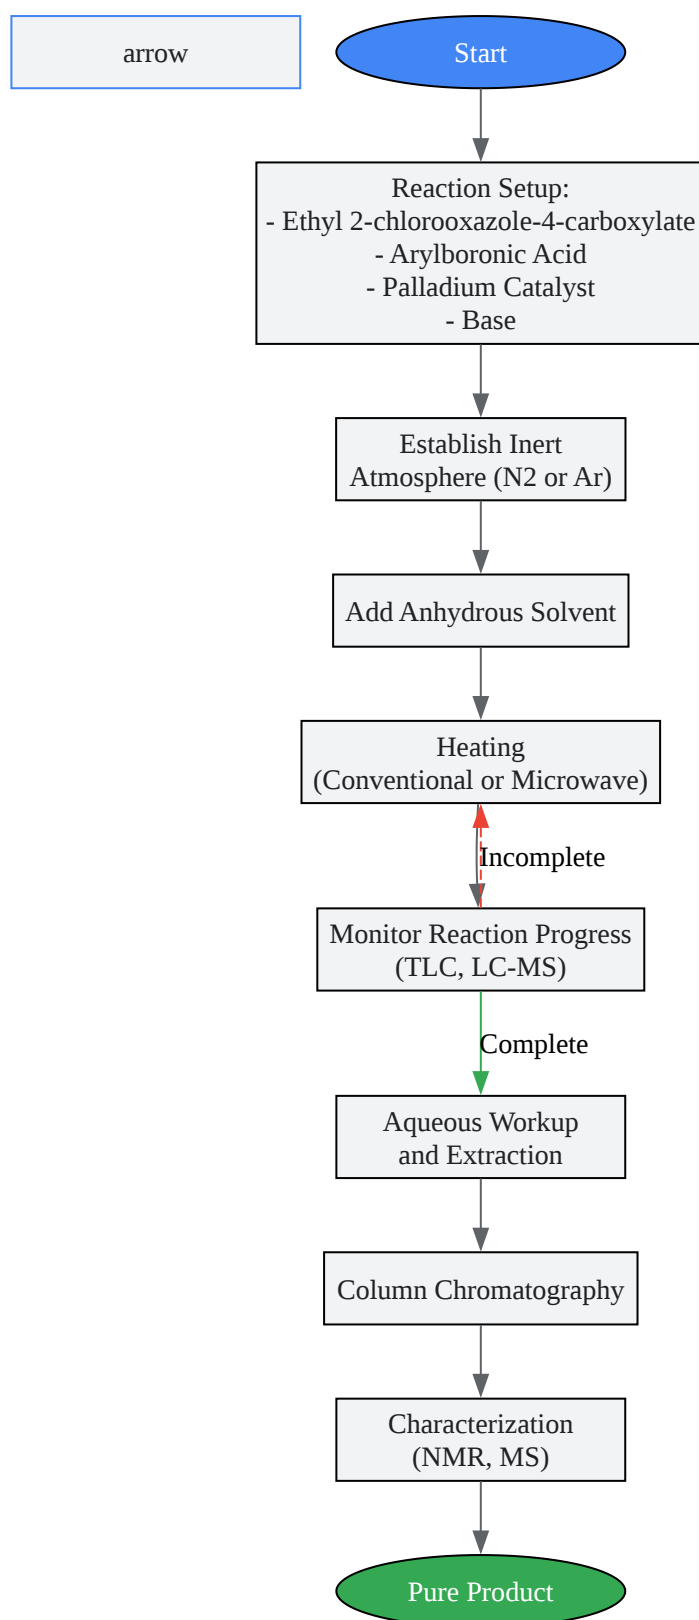 arrow
Start
Reaction Setup:
- Ethyl 2-chlorooxazole-4-carboxylate
- Arylboronic Acid
- Palladium Catalyst
- Base
Establish Inert
Atmosphere (N2 or Ar)
Add Anhydrous Solvent
Heating
(Conventional or Microwave)
Incomplete
Monitor Reaction Progress
(TLC, LC-MS)
Complete
Aqueous Workup
and Extraction
Column Chromatography
Characterization
(NMR, MS)
Pure Product